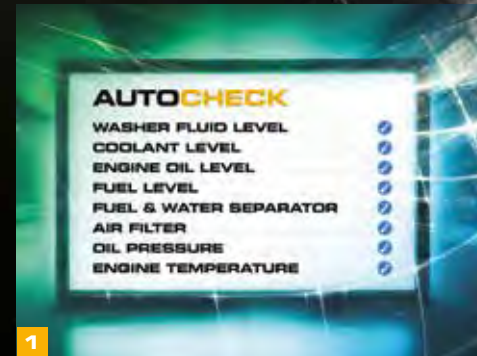 AUTOCHECK
WASHER FLUID LEVEL
COOLANT LEVEL
ENGINE OIL LEVEL
FUEL LEVEL
FUEL & WATER SEPARATOR
AIR FILTER
OIL PRESSURE
ENGINE TEMPERATURE
1